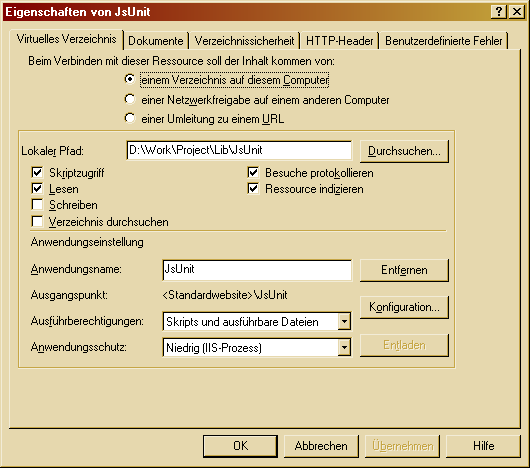 Eigenschaften von JsUnit
Virtuelles Verzeichnis Dokumente Verzeichnissicherheit HTTP-Header Benutzerdefinierte Fehler
Beim Verbinden mit dieser Ressource soll der Inhalt kommen von:
einem Verzeichnis auf diesem Computer
einer Netzwerkfreigabe auf einem anderen Computer
einer Umleitung zu einem URL
Lokaler Pfad: D:\Work\Project\Lib\JsUnit Durchsuchen...
Skriptzugriff Besuche protokollieren
Lesen Ressource indizieren
Schreiben
Verzeichnis durchsuchen
Anwendungseinstellung
Anwendungsname: JsUnit Entfernen
Ausgangspunkt: <Standardwebsite>\JsUnit
Konfiguration...
Ausführberechtigungen: Skripts und ausführbare Dateien
Anwendungsschutz: Niedrig (IIS-Prozess) Entladen
OK Abbrechen Übernehmen Hilfe